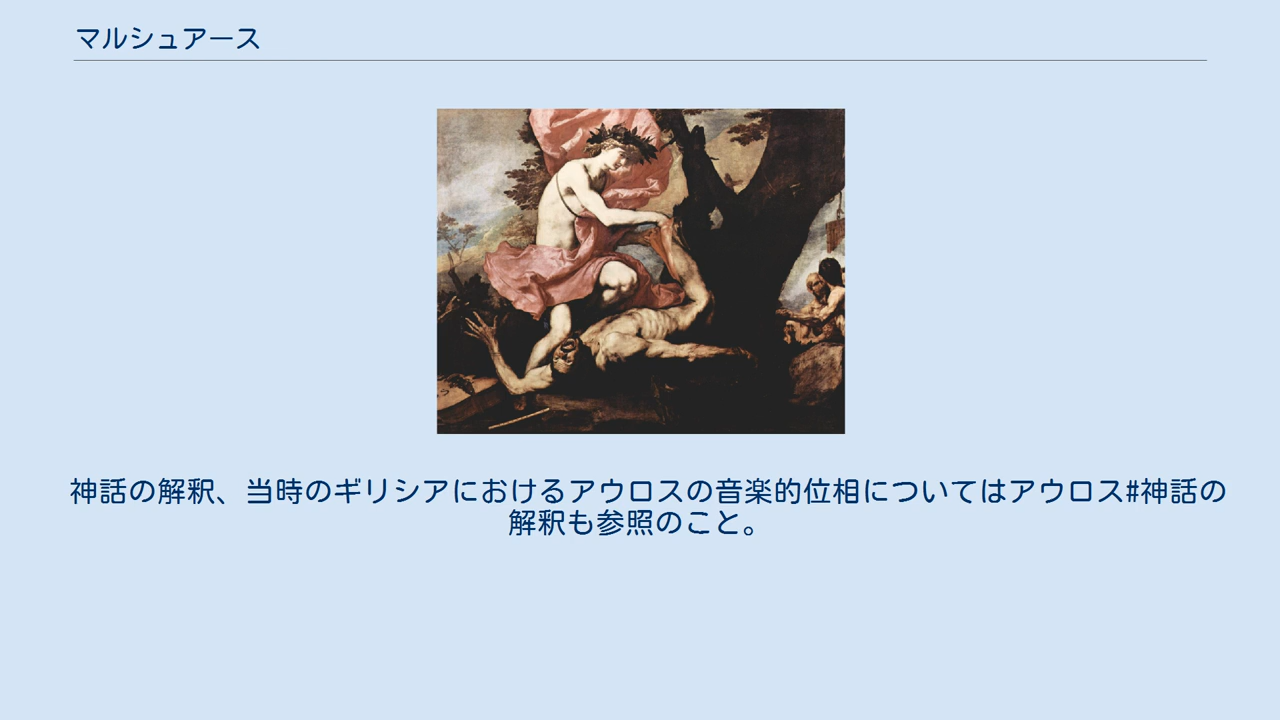 マルシュアース
神話の解釈、当時のギリシアにおけるアウロスの音楽的位相についてはアウロス#神話の
解釈も参照のこと。